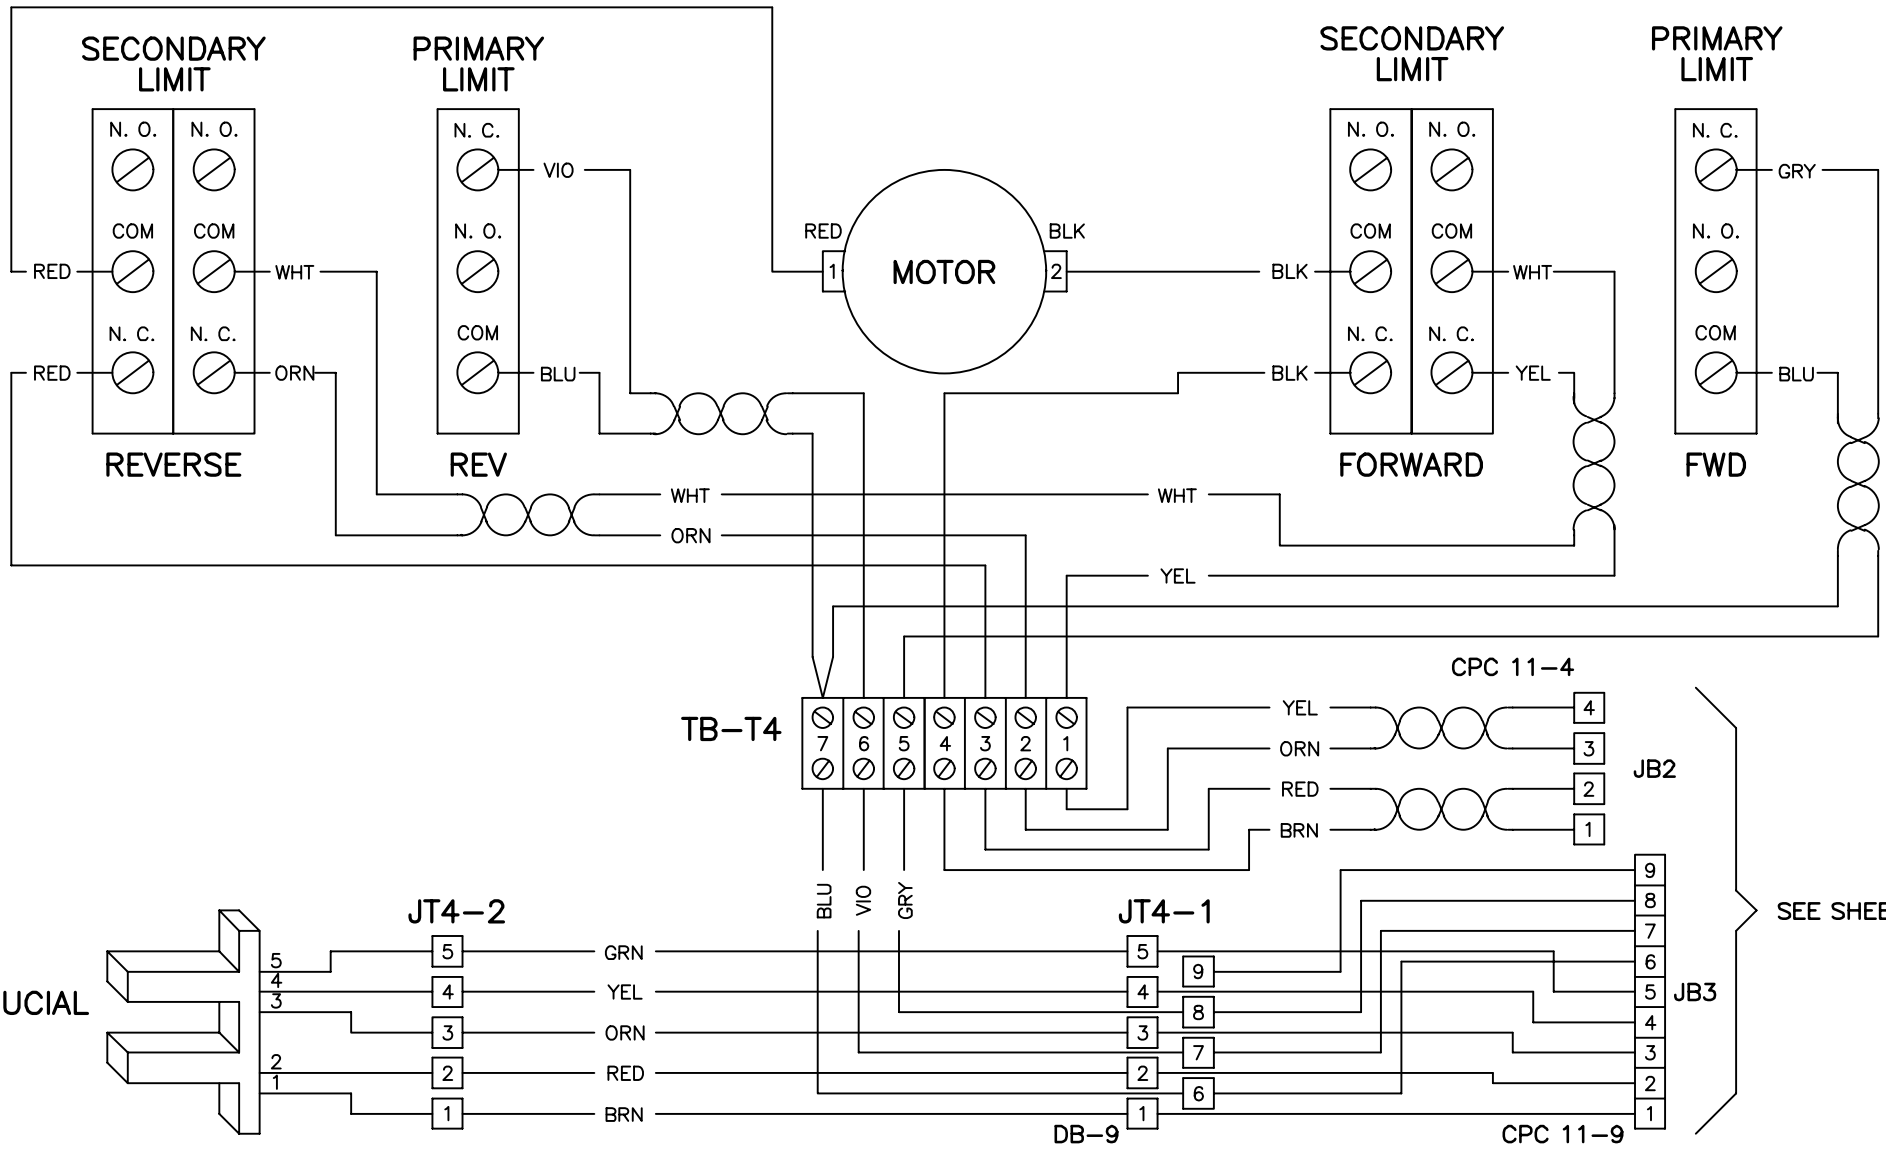 SECONDARY
LIMIT
PRIMARY
LIMIT
SECONDARY
LIMIT
PRIMARY
LIMIT
N. O. N. O.
N. C.
N. O. N. O.
N. C.
VIO
GRY
COM COM
N. O.
RED
BLK
COM COM
N. O.
RED
WHT
1
MOTOR
2
BLK
WHT
N. C. N. C.
COM
N. C. N. C.
COM
RED
ORN
BLU
BLK
YEL
BLU
REVERSE
REV
FORWARD
FWD
WHT
WHT
ORN
YEL
CPC 11-4
TB-T4
7 6 5 4 3 2 1
YEL
4
ORN
3
JB2
RED
2
BRN
1
BLU
VIO
GRY
9
8
7
6
5
4
3
2
1
JB3
SEE SHEE
JT4-2
JT4-1
5
5
GRN
5
9
4
4
YEL
4
8
3
3
ORN
3
7
2
2
RED
2
6
1
1
BRN
1
UCIAL
DB-9
CPC 11-9